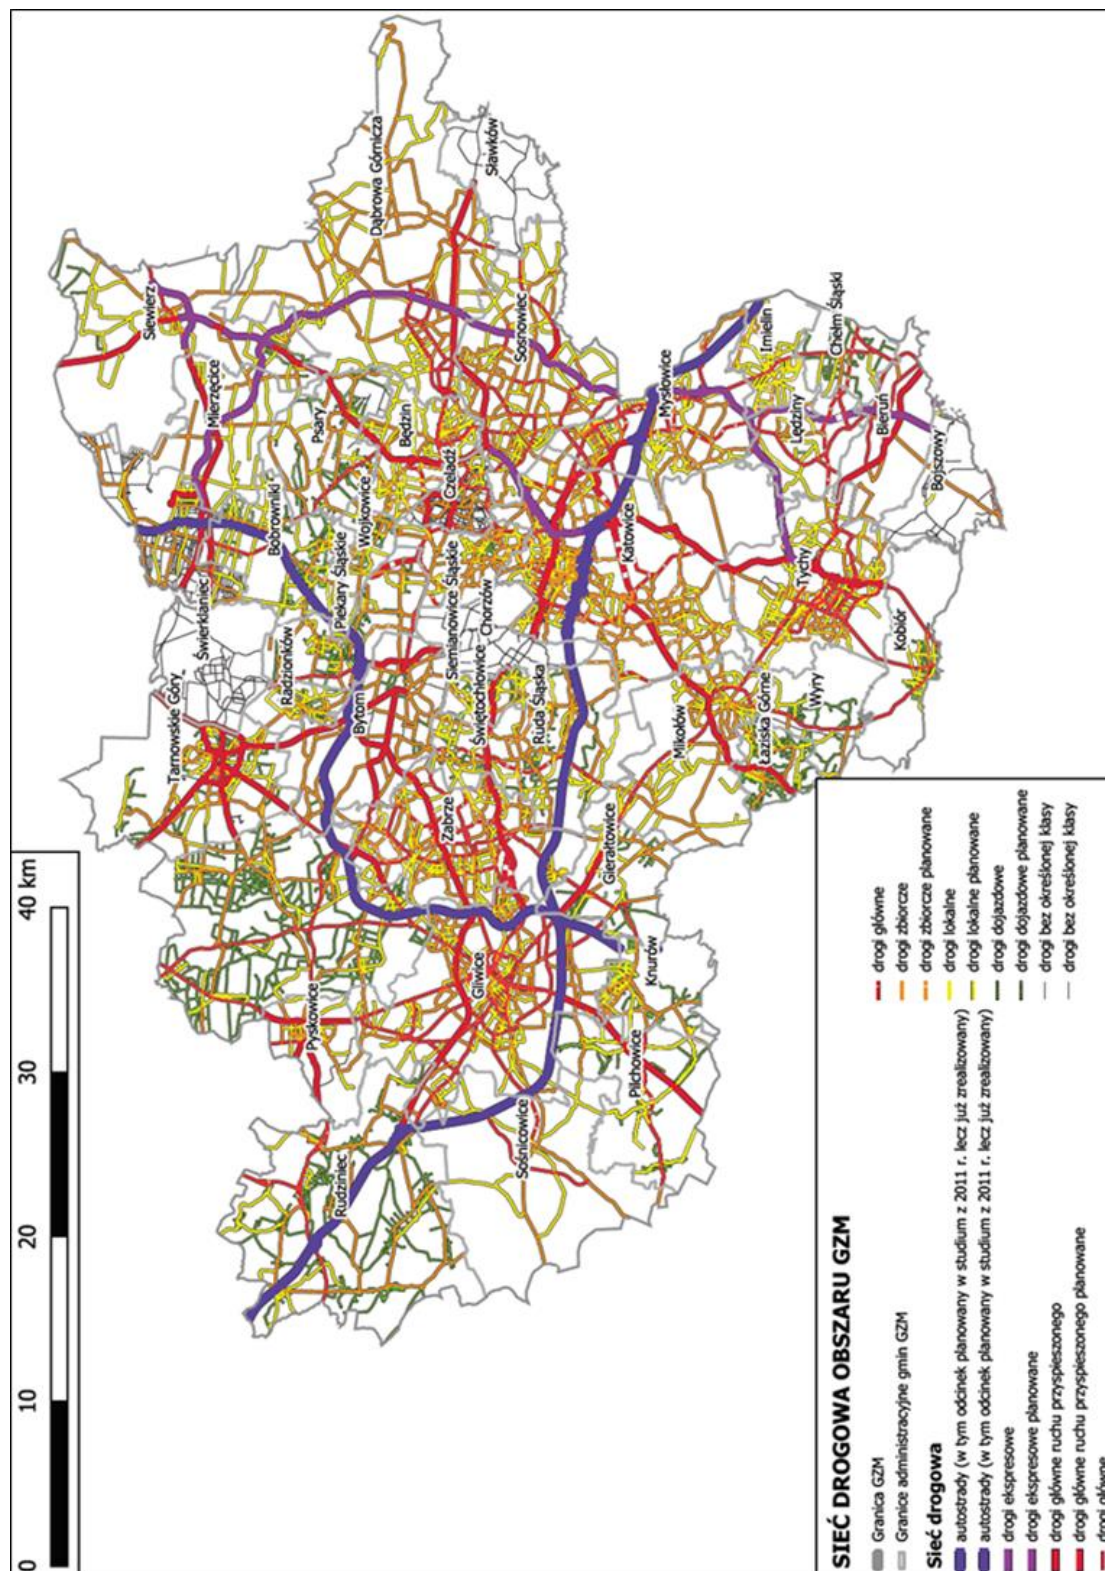 SIEĆ DROGOWA OBSZARU GZM
Granica GZM
Granice administracyjne gmin GZM
Sieć drogowa
autostrady (w tym odcinek planowany w studium z 2011 r. lecz już zrealizowany)
autostrady (w tym odcinek planowany w studium z 2011 r. lecz już zrealizowany)
drogi ekspresowe
drogi ekspresowe planowane
drogi główne ruchu przyspieszonego
drogi główne ruchu przyspieszonego planowane
drogi główne
drogi główne
drogi zbiorcze
drogi zbiorcze planowane
drogi lokalne
drogi lokalne planowane
drogi dojazdowe
drogi dojazdowe planowane
drogi bez określonej klasy
drogi bez określonej klasy
0 10 20 30 40 km
Rudziniec
Sośnicowice
Pyskowice
Pilchowice
Gliwice
Knurów
Gierałtowice
Zabrze
Tarnowskie Góry
Bytom
Radzionków
Świerklaniec
Piekary Śląskie
Świętochłowice
Ruda Śląska
Mikołów
Łaziska Górne
Wyry
Kobiór
Siemianowice Śląskie
Chorzów
Bobrowniki
Wojkowice
Katowice
Tychy
Mierzęcice
Psary
Będzin
Czeladź
Siewierz
Sosnowiec
Mysłowice
Lędziny
Imielin
Chełm Śląski
Bieruń
Bojszowy
Dąbrowa Górnicza
Sławków